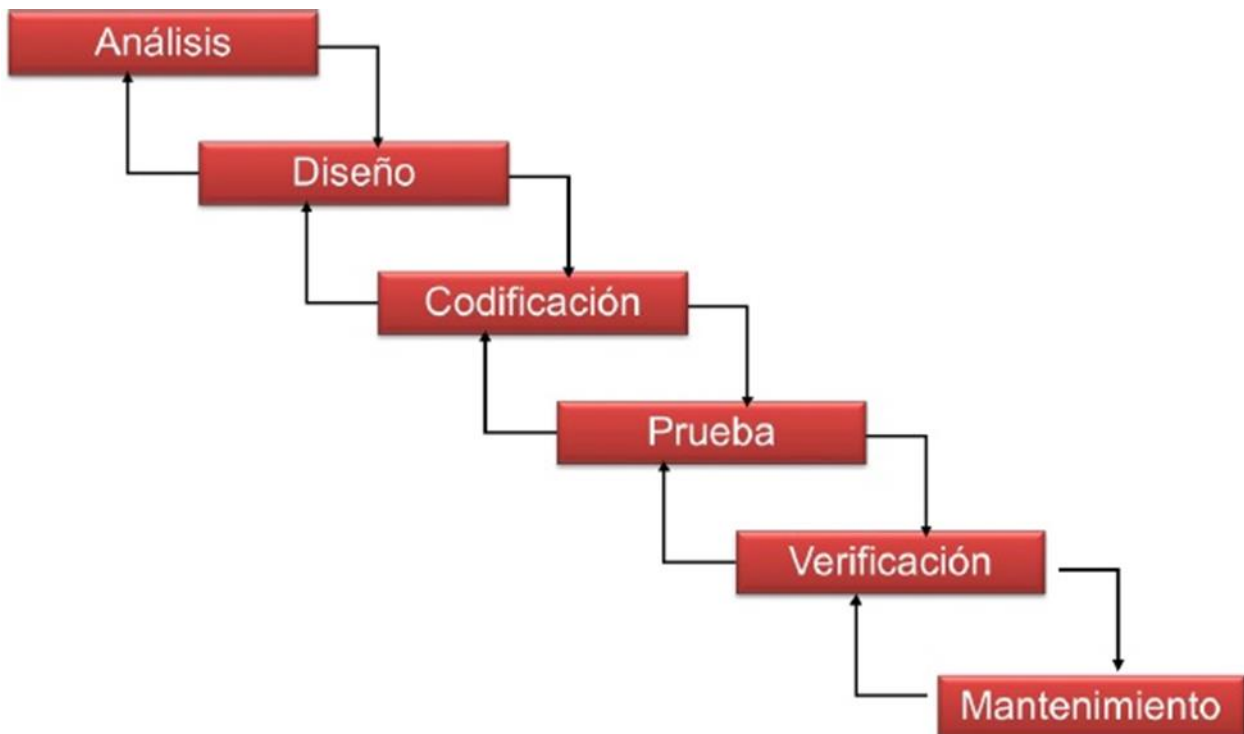 Análisis
Diseño
Codificación
Prueba
Verificación
Mantenimiento